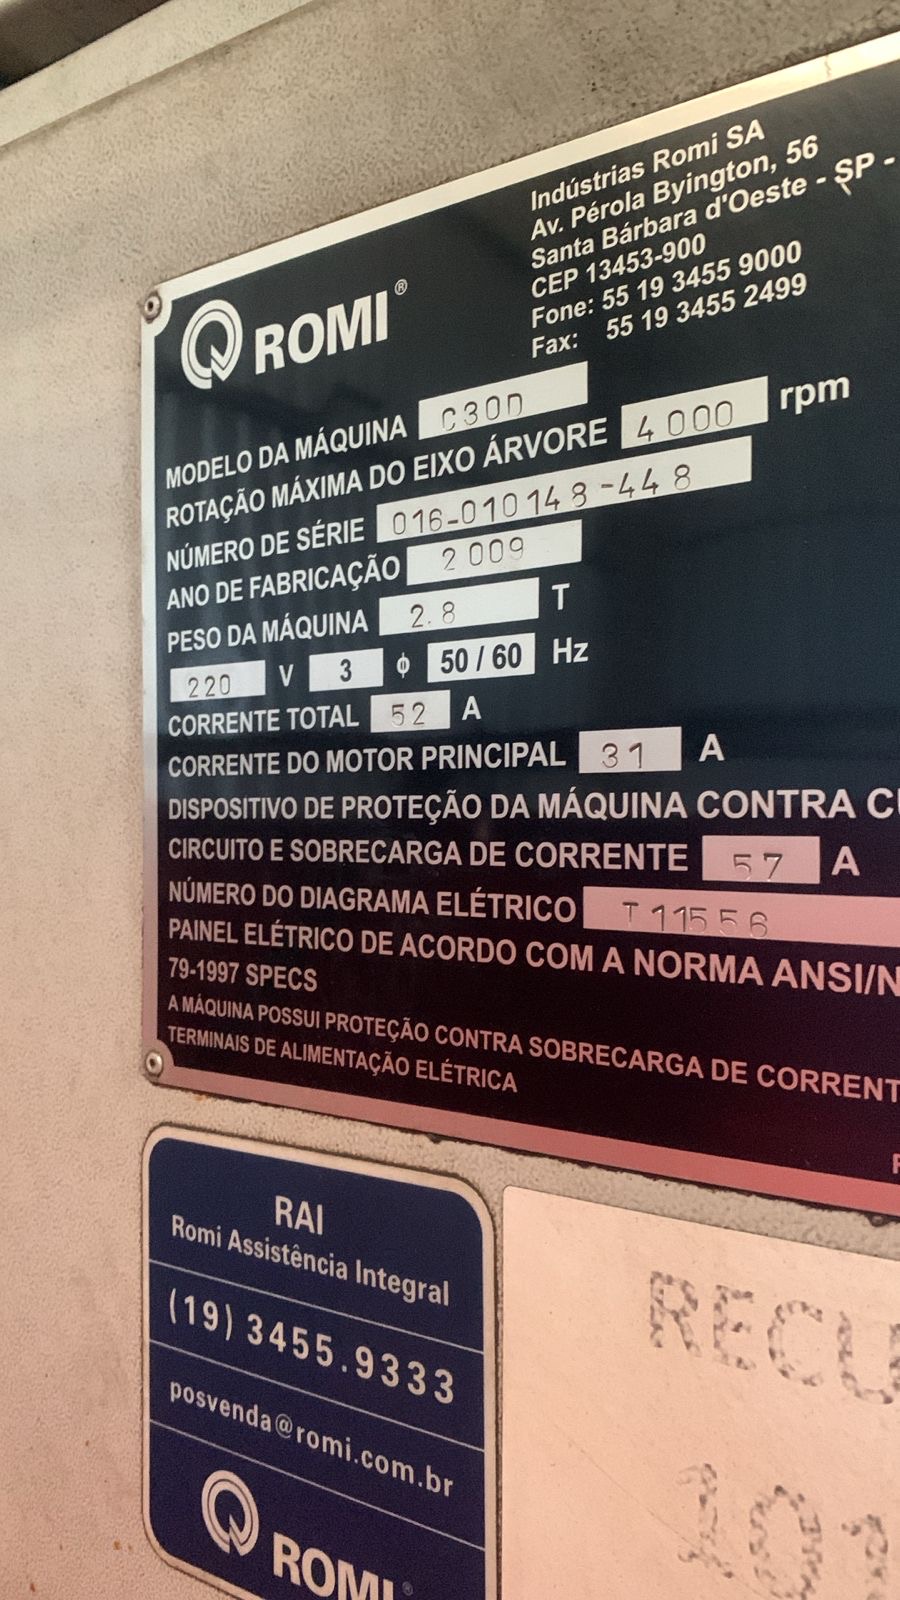 Indústrias Romi SA
Av. Pérola Byington, 56
Santa Bárbara d'Oeste - SP -
CEP 13453-900
Fone: 55 19 3455 9000
Fax: 55 19 3455 2499
ROMI®
MODELO DA MÁQUINA C30D
ROTAÇÃO MÁXIMA DO EIXO ÁRVORE 4000 rpm
NÚMERO DE SÉRIE 016-010148-448
ANO DE FABRICAÇÃO 2009
PESO DA MÁQUINA 2.8 T
220 V 3 ϕ 50 / 60 Hz
CORRENTE TOTAL 52 A
CORRENTE DO MOTOR PRINCIPAL 31 A
DISPOSITIVO DE PROTEÇÃO DA MÁQUINA CONTRA
CIRCUITO E SOBRECARGA DE CORRENTE 57 A
NÚMERO DO DIAGRAMA ELÉTRICO T11556
PAINEL ELÉTRICO DE ACORDO COM A NORMA ANSI/N
79-1997 SPECS
A MÁQUINA POSSUI PROTEÇÃO CONTRA SOBRECARGA DE CORRENT
TERMINAIS DE ALIMENTAÇÃO ELÉTRICA
RAI
Romi Assistência Integral
(19) 3455.9333
posvenda@romi.com.br
ROMI®
RECU